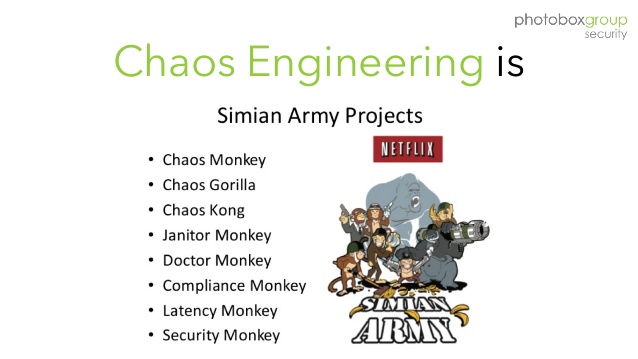 photoboxgroup
security
Chaos Engineering is
Simian Army Projects
NETFLIX
• Chaos Monkey
• Chaos Gorilla
• Chaos Kong
• Janitor Monkey
• Doctor Monkey
• Compliance Monkey
• Latency Monkey
• Security Monkey
SIMIAN
ARMY